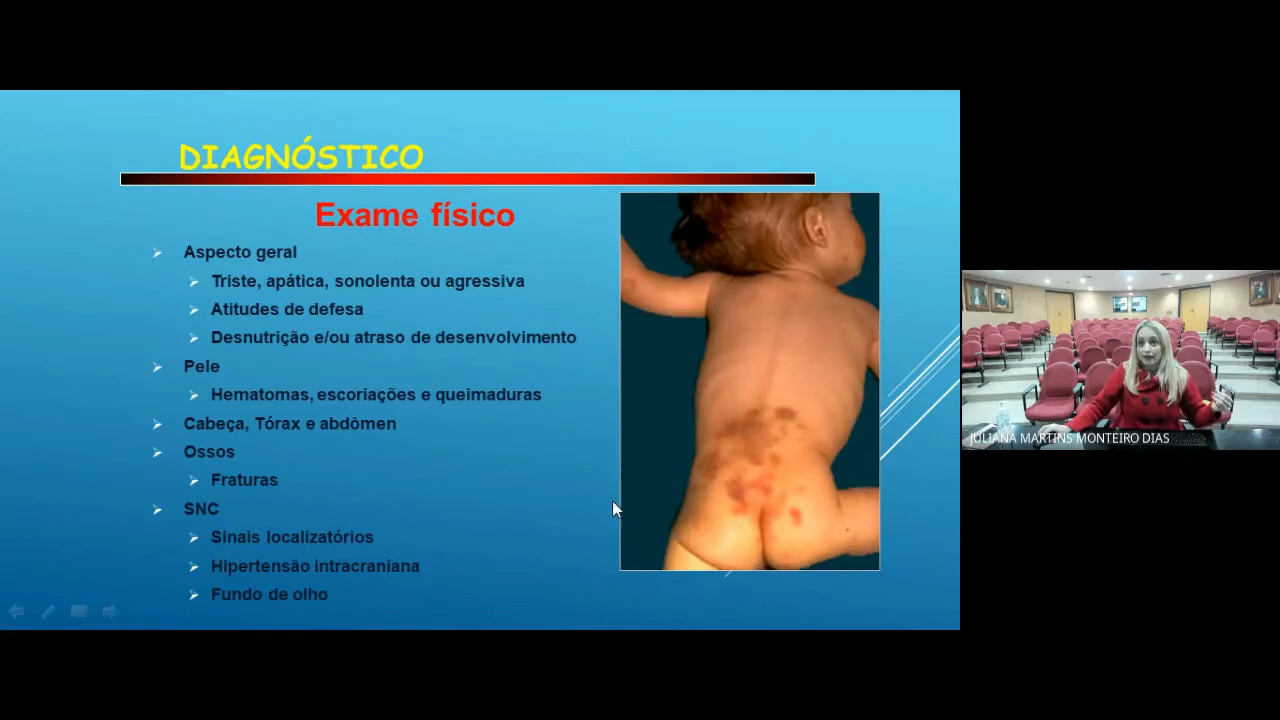 DIAGNÓSTICO
Exame físico
Aspecto geral
Triste, apática, sonolenta ou agressiva
Atitudes de defesa
Desnutrição e/ou atraso de desenvolvimento
Pele
Hematomas, escoriações e queimaduras
Cabeça, Tórax e abdômen
Ossos
Fraturas
SNC
Sinais localizatórios
Hipertensão intracraniana
Fundo de olho
JULIANA MARTINS MONTEIRO DIAS